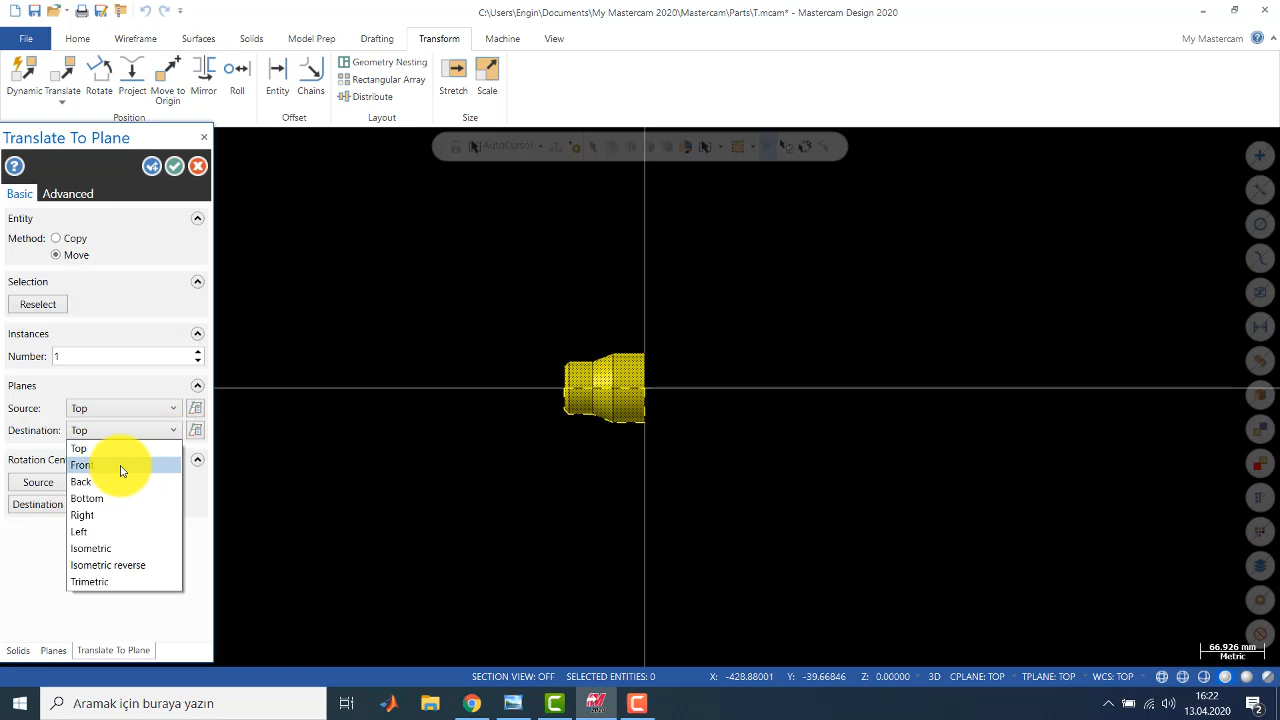 C:\Users\Engin\Documents\My Mastercam 2020\Mastercam\Parts\T.mcam* - Mastercam Design 2020
File Home Wireframe Surfaces Solids Model Prep Drafting Transform Machine View My Mastercam
Dynamic Translate Rotate Project Move to Origin Mirror Roll
Entity Chains
Geometry Nesting
Rectangular Array
Distribute
Stretch Scale
Position Offset Layout Size
Translate To Plane
AutoCursor
Basic Advanced
Entity
Method: Copy
Move
Selection
Reselect
Instances
Number: 1
Planes
Source: Top
Destination: Top
Top
Rotation Cen
Front
Source
Back
Destination
Bottom
Right
Left
Isometric
Isometric reverse
Trimetric
Solids Planes Translate To Plane
66.926 mm
Metric
SECTION VIEW: OFF SELECTED ENTITIES: 0 X: -428.88001 Y: -39.66846 Z: 0.00000 3D CPLANE: TOP TPLANE: TOP WCS: TOP
Aramak için buraya yazın
2020
16:22
13.04.2020
2